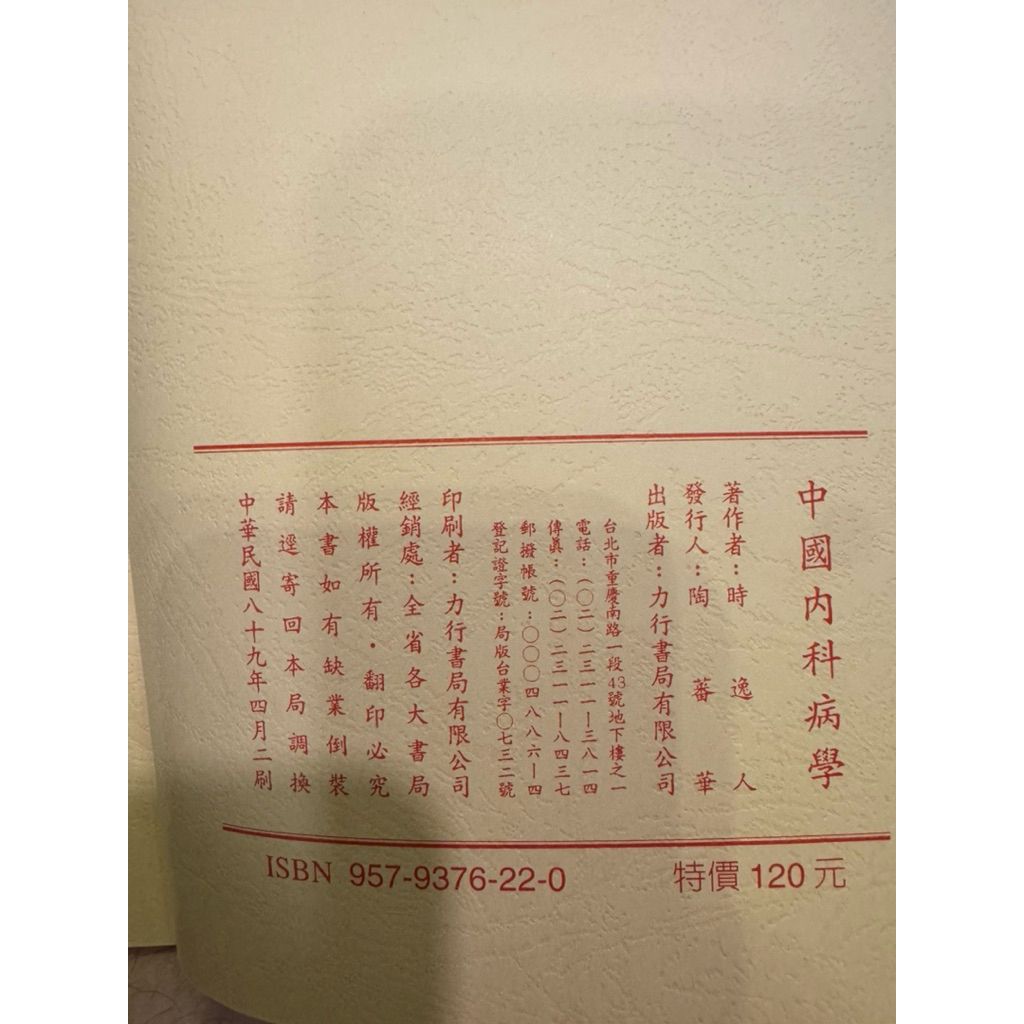 中國內科病學
著作者：時逸人
發行人：陶蕃華
出版者：力行書局有限公司
台北市重慶南路一段43號地下樓之一
電話：（〇二）二三一一—三八一四
傳眞：（〇二）二三一一—八四三七
郵撥帳號：〇〇〇四八八六—四
登記證字號：局版台業字〇七三二號
印刷者：力行書局有限公司
經銷處：全省各大書局
版權所有・翻印必究
本書如有缺業倒裝
請逕寄回本局調換
中華民國八十九年四月二刷
ISBN 957-9376-22-0
特價 120 元